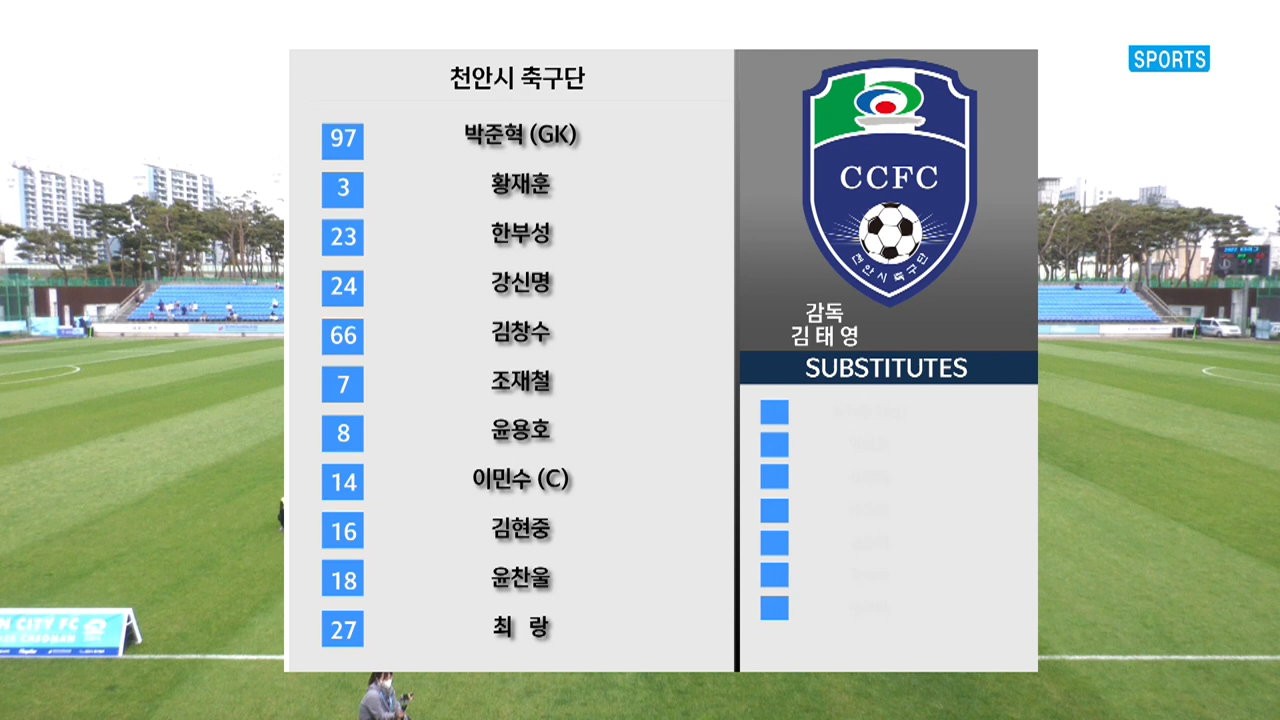 SPORTS
천안시 축구단
97 박준혁 (GK)
3 황재훈
23 한부성
24 강신명
66 김창수
7 조재철
8 윤용호
14 이민수 (C)
16 김현중
18 윤찬울
27 최 랑
CCFC
천안시축구단
감독
김태영
SUBSTITUTES
CITY FC